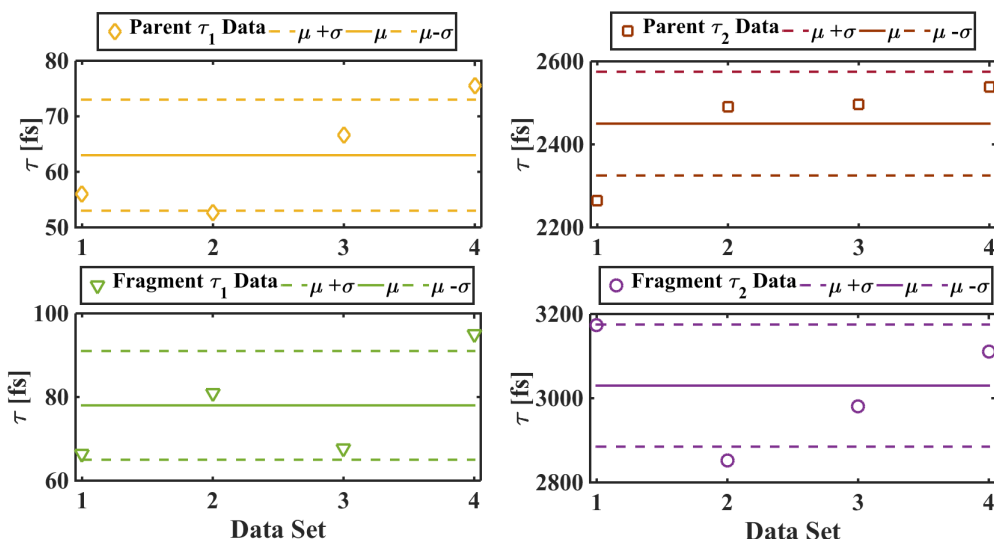 Parent τ1 Data μ +σ μ μ-σ
80
70
60
50
τ [fs]
1 2 3 4
Parent τ2 Data μ +σ μ μ -σ
2600
2400
2200
τ [fs]
1 2 3 4
Fragment τ1 Data μ +σ μ μ -σ
100
80
60
τ [fs]
1 2 3 4
Data Set
Fragment τ2 Data μ +σ μ μ -σ
3200
3000
2800
τ [fs]
1 2 3 4
Data Set